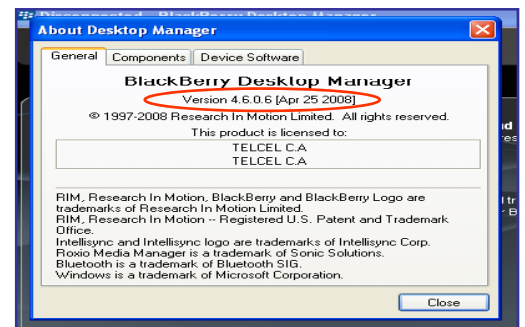 Disconnected - BlackBerry Desktop Manager
About Desktop Manager
General Components Device Software
BlackBerry Desktop Manager
Version 4.6.0.6 [Apr 25 2008]
© 1997-2008 Research In Motion Limited. All rights reserved.
This product is licensed to:
TELCEL C.A
TELCEL C.A
RIM, Research In Motion, BlackBerry and BlackBerry Logo are
trademarks of Research In Motion Limited.
RIM, Research In Motion -- Registered U.S. Patent and Trademark
Office.
Intellisync and Intellisync logo are trademarks of Intellisync Corp.
Roxio Media Manager is a trademark of Sonic Solutions.
Bluetooth is a trademark of Bluetooth SIG.
Windows is a trademark of Microsoft Corporation.
Close